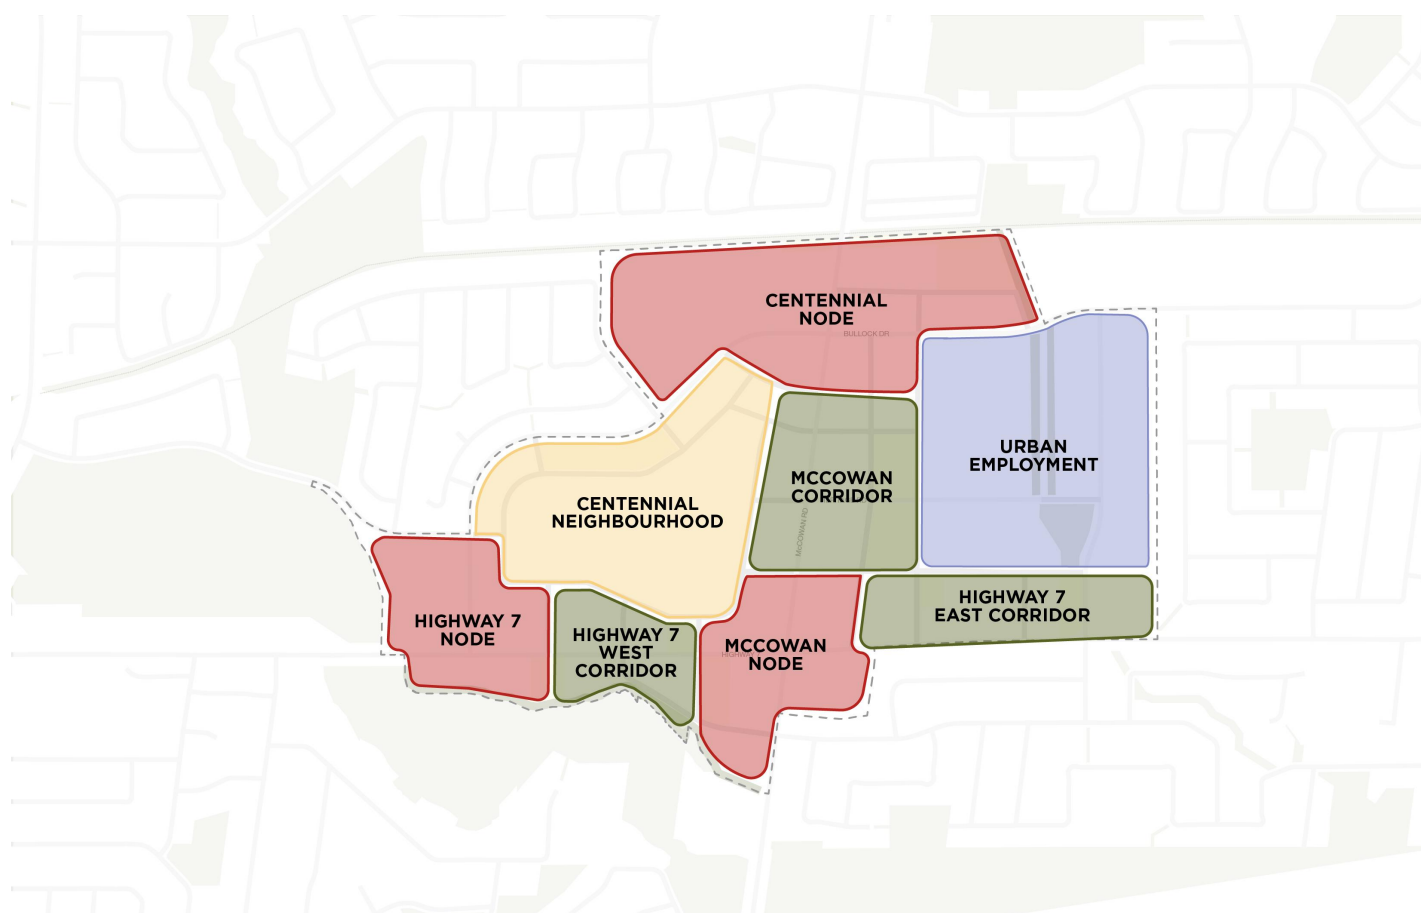 CENTENNIAL
NODE
BULLOCK DR
URBAN
EMPLOYMENT
MCCOWAN
CORRIDOR
CENTENNIAL
NEIGHBOURHOOD
MCCOWAN RD
HIGHWAY 7
EAST CORRIDOR
HIGHWAY 7
NODE
HIGHWAY 7
WEST
CORRIDOR
MCCOWAN
NODE